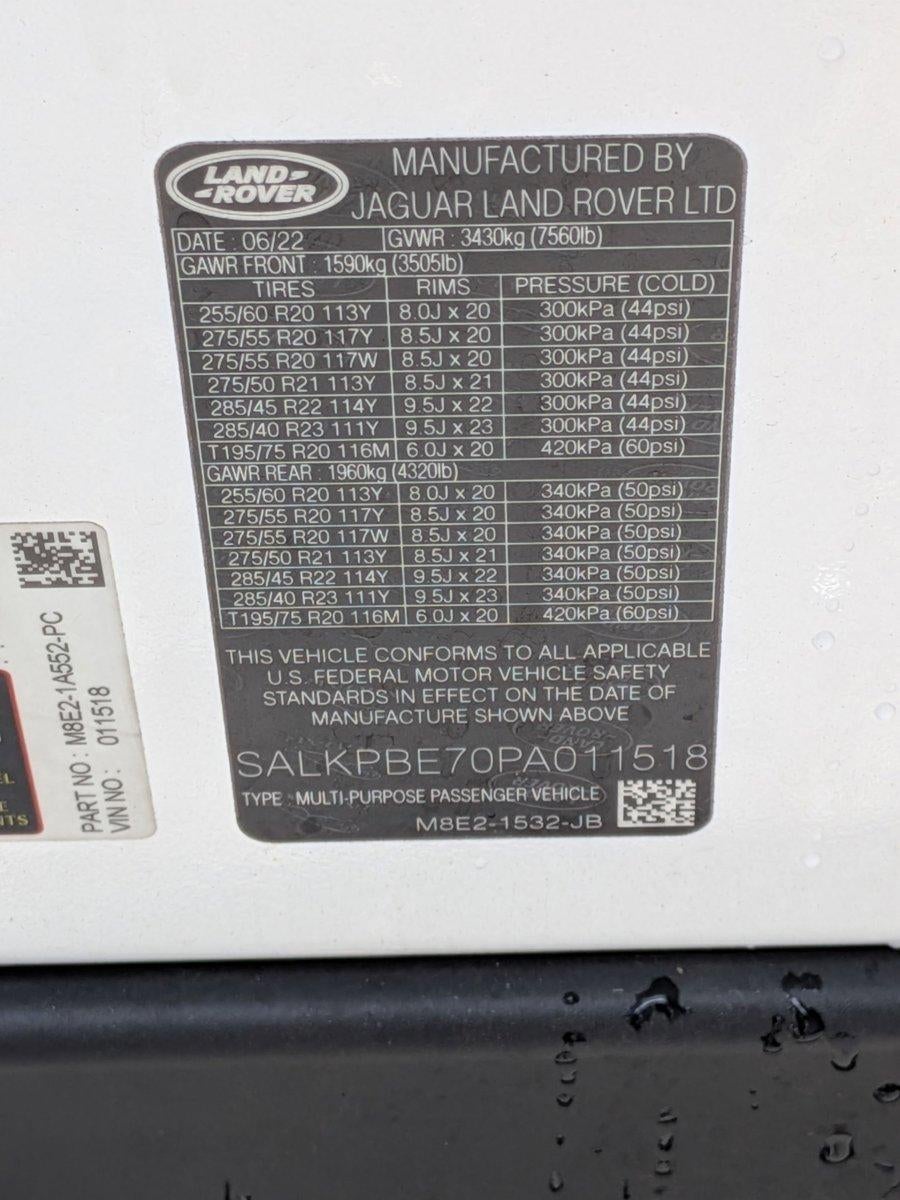 LAND-
-ROVER
MANUFACTURED BY
JAGUAR LAND ROVER LTD
DATE : 06/22 GVWR : 3430kg (7560lb)
GAWR FRONT : 1590kg (3505lb)
TIRES RIMS PRESSURE (COLD)
255/60 R20 113Y 8.0J x 20 300kPa (44psi)
275/55 R20 117Y 8.5J x 20 300kPa (44psi)
275/55 R20 117W 8.5J x 20 300kPa (44psi)
275/50 R21 113Y 8.5J x 21 300kPa (44psi)
285/45 R22 114Y 9.5J x 22 300kPa (44psi)
285/40 R23 111Y 9.5J x 23 300kPa (44psi)
T195/75 R20 116M 6.0J x 20 420kPa (60psi)
GAWR REAR : 1960kg (4320lb)
255/60 R20 113Y 8.0J x 20 340kPa (50psi)
275/55 R20 117Y 8.5J x 20 340kPa (50psi)
275/55 R20 117W 8.5J x 20 340kPa (50psi)
275/50 R21 113Y 8.5J x 21 340kPa (50psi)
285/45 R22 114Y 9.5J x 22 340kPa (50psi)
285/40 R23 111Y 9.5J x 23 340kPa (50psi)
T195/75 R20 116M 6.0J x 20 420kPa (60psi)
THIS VEHICLE CONFORMS TO ALL APPLICABLE
U.S. FEDERAL MOTOR VEHICLE SAFETY
STANDARDS IN EFFECT ON THE DATE OF
MANUFACTURE SHOWN ABOVE
SALKPBE70PA011518
TYPE : MULTI-PURPOSE PASSENGER VEHICLE
M8E2-1532-JB
PART NO : M8E2-1A552-PC
VIN NO : 011518